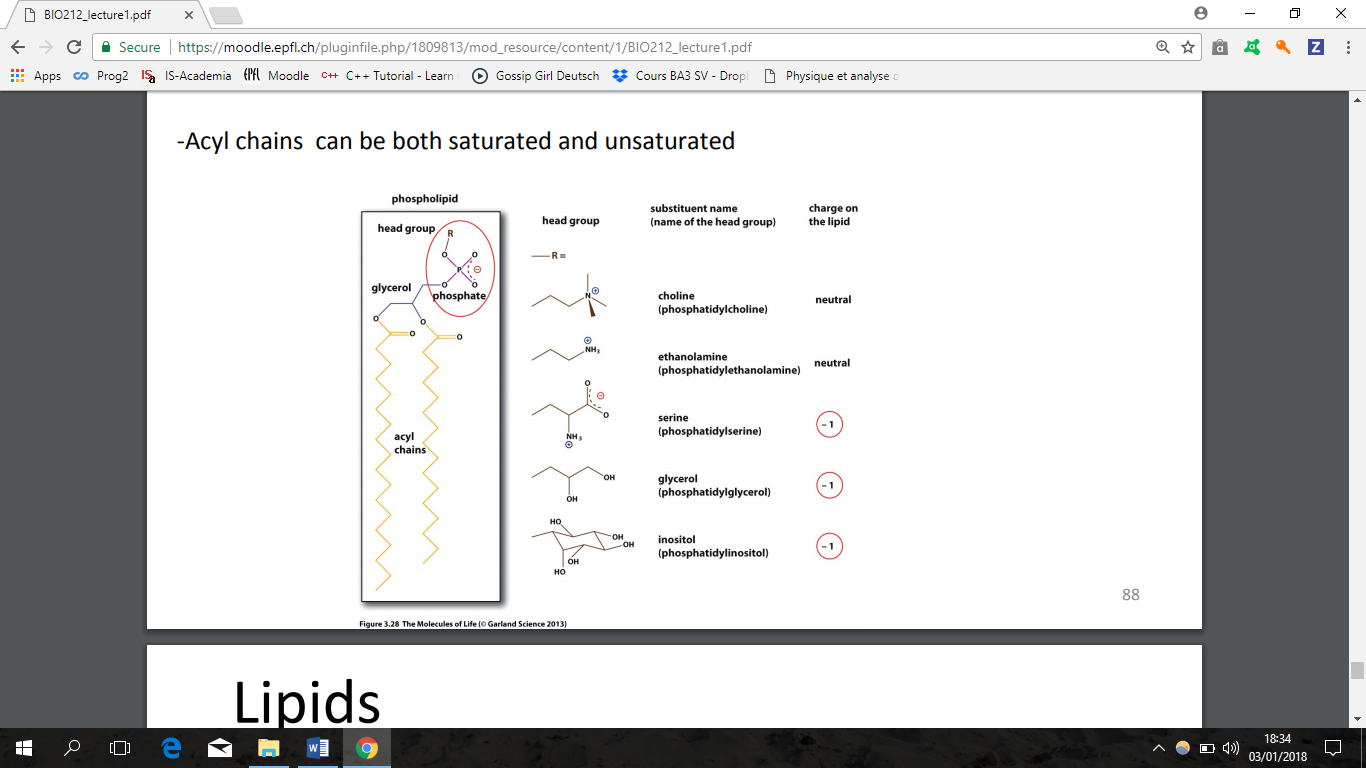 BIO212_lecture1.pdf
Secure https://moodle.epfl.ch/pluginfile.php/1809813/mod_resource/content/1/BIO212_lecture1.pdf
Apps Prog2 IS-Academia Moodle C++ Tutorial - Learn Gossip Girl Deutsch Cours BA3 SV - Drop Physique et analyse
-Acyl chains can be both saturated and unsaturated
phospholipid
head group
R
O
O
P
O
O
phosphate
glycerol
O
O
O
O
acyl
chains
head group
substituent name
(name of the head group)
charge on
the lipid
R =
N
choline
(phosphatidylcholine)
neutral
NH3
ethanolamine
(phosphatidylethanolamine)
neutral
O
O
NH3
serine
(phosphatidylserine)
– 1
OH
OH
glycerol
(phosphatidylglycerol)
– 1
HO
OH
OH
OH
HO
inositol
(phosphatidylinositol)
– 1
88
Figure 3.28 The Molecules of Life (© Garland Science 2013)
Lipids
18:34
03/01/2018